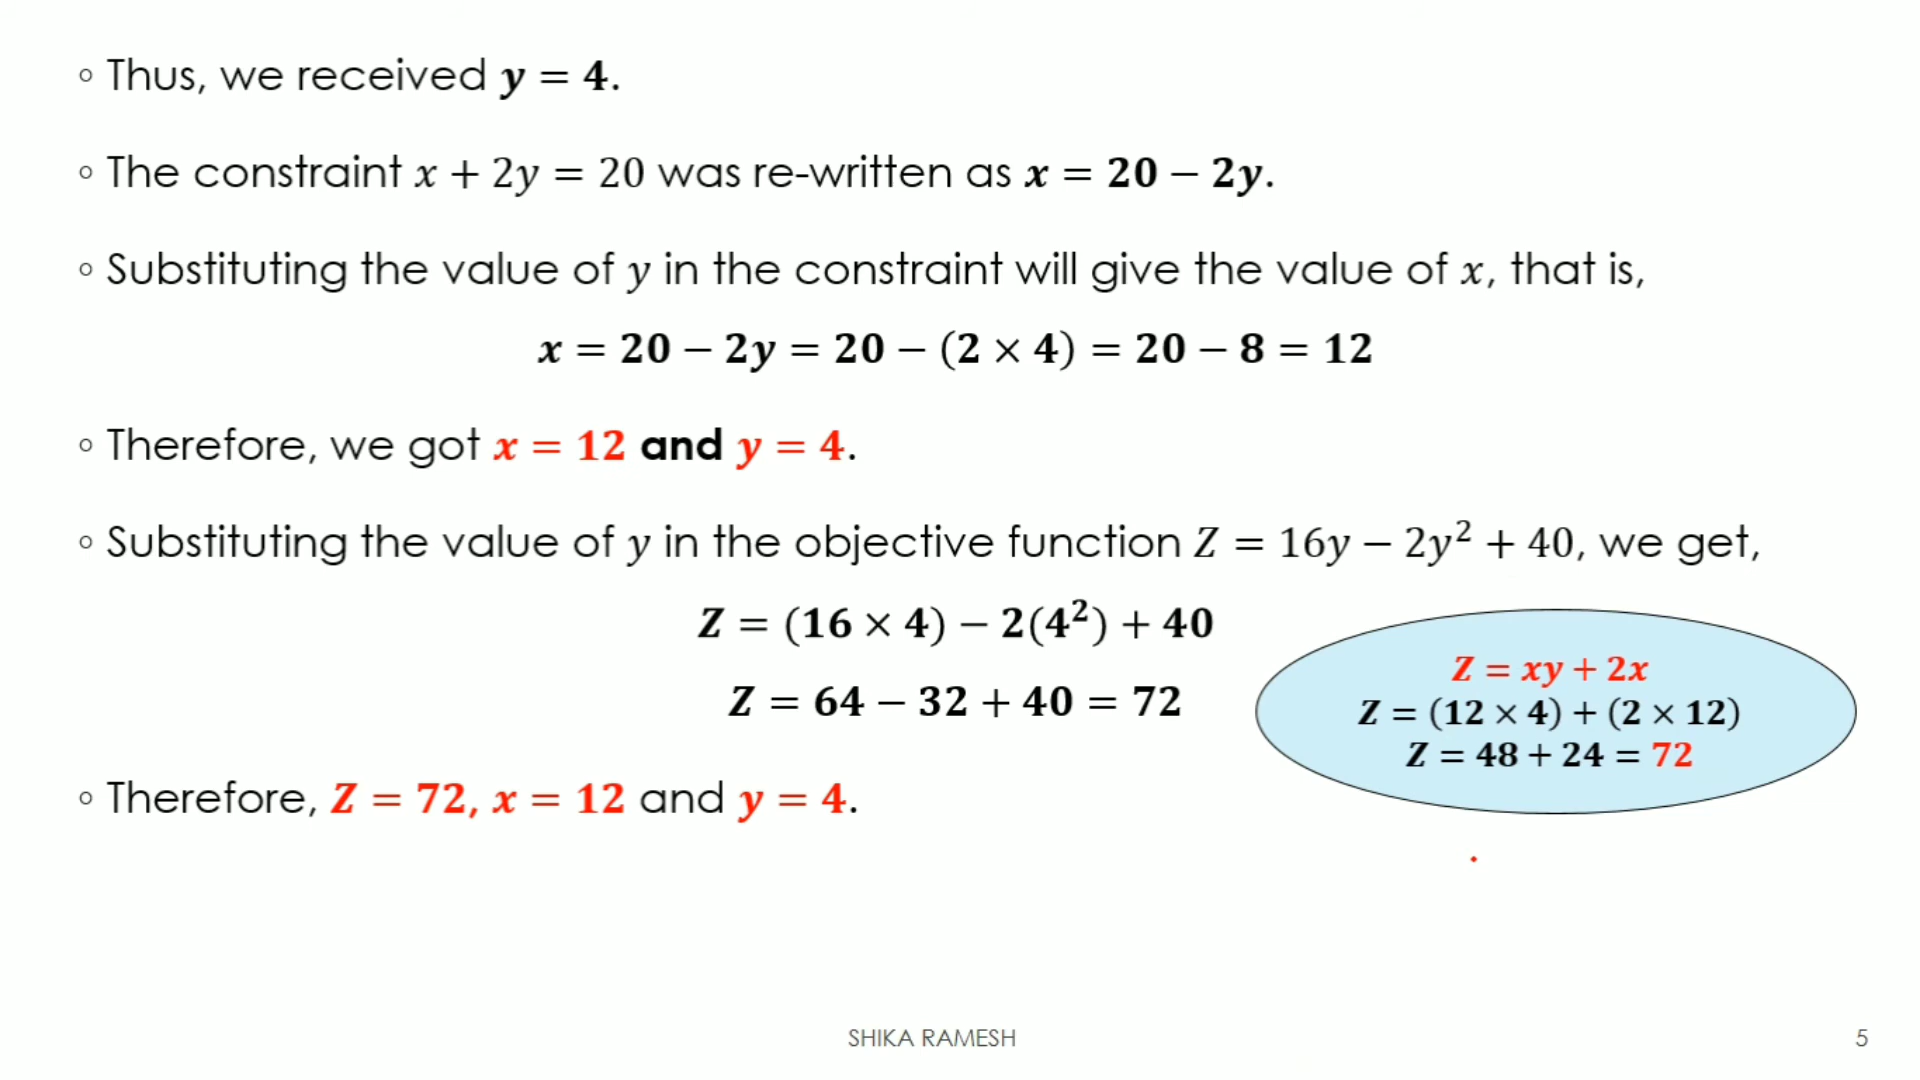 ◦ Thus, we received y = 4.
◦ The constraint x + 2y = 20 was re-written as x = 20 − 2y.
◦ Substituting the value of y in the constraint will give the value of x, that is,
x = 20 − 2y = 20 − (2 × 4) = 20 − 8 = 12
◦ Therefore, we got x = 12 and y = 4.
◦ Substituting the value of y in the objective function Z = 16y − 2y² + 40, we get,
Z = (16 × 4) − 2(4²) + 40
Z = 64 − 32 + 40 = 72
Z = xy + 2x
Z = (12 × 4) + (2 × 12)
Z = 48 + 24 = 72
◦ Therefore, Z = 72, x = 12 and y = 4.
SHIKA RAMESH
5